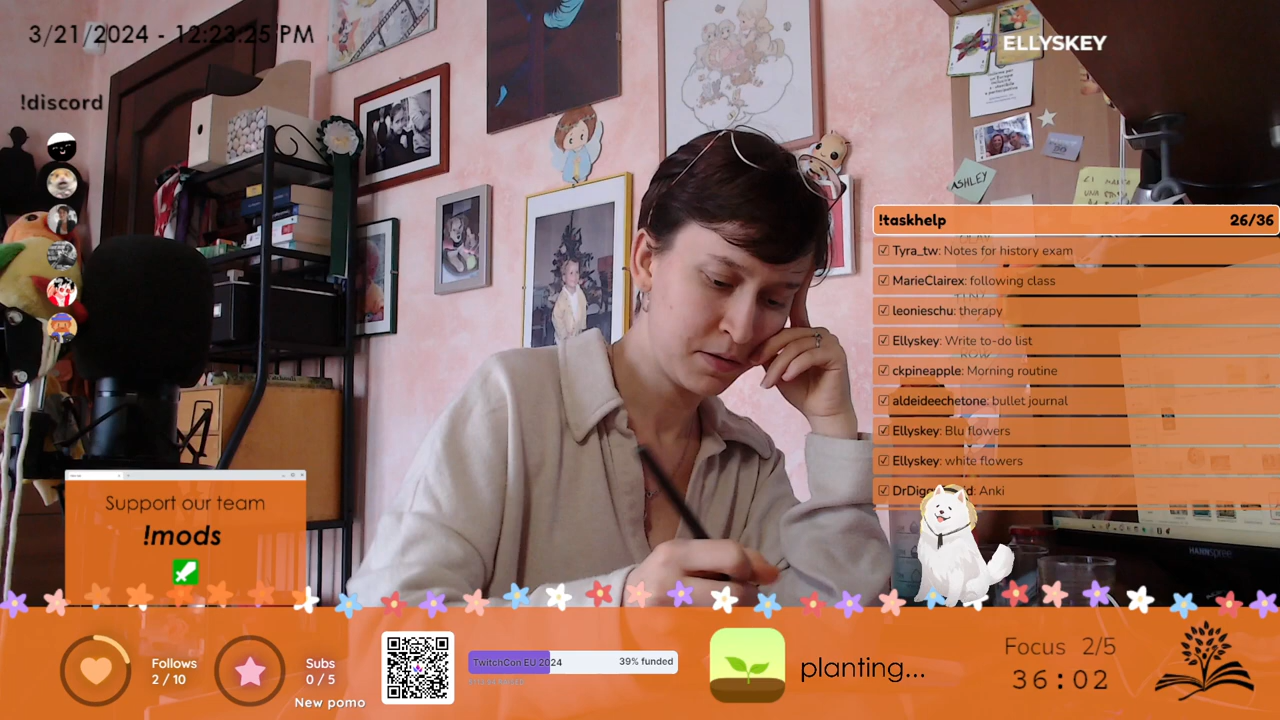 3/21/2024 - 12:23:25 PM
ELLYSKEY
!discord
ASHLEY
!taskhelp 26/36
Tyra_tw: Notes for history exam
MarieClairex: following class
leonieschu: therapy
Ellyskey: Write to-do list
ckpineapple: Morning routine
aldeideechetone: bullet journal
Ellyskey: Blu flowers
Ellyskey: white flowers
Anki
HANNspree
Support our team
!mods
Follows
2 / 10
Subs
0 / 5
New pomo
TwitchCon EU 2024 39% funded
planting...
Focus 2/5
36:02